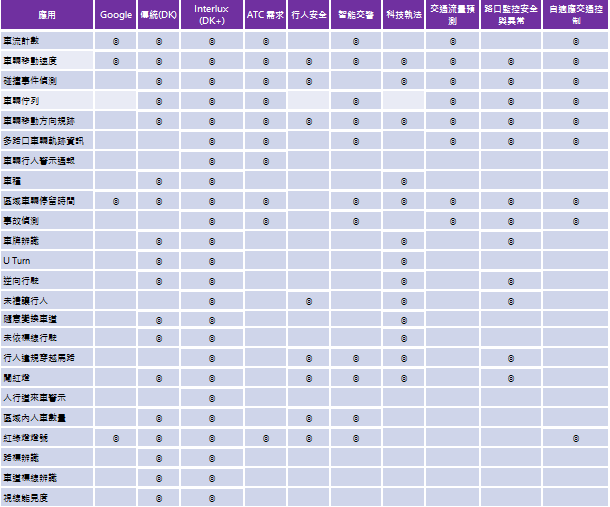 應用 Google 傳統(DK) Interlux (DK+) ATC 需求 行人安全 智能交警 科技執法 交通流量預測 路口監控安全與異常 自適應交通控制
車流計數 ◎ ◎ ◎ ◎ ◎ ◎ ◎
車輛移動速度 ◎ ◎ ◎ ◎ ◎ ◎ ◎ ◎ ◎ ◎
碰撞事件偵測 ◎ ◎ ◎ ◎ ◎ ◎ ◎ ◎
車輛佇列 ◎ ◎ ◎ ◎ ◎ ◎ ◎
車輛移動方向規跡 ◎ ◎ ◎ ◎ ◎ ◎ ◎ ◎ ◎
多路口車輛軌跡資訊 ◎ ◎ ◎ ◎ ◎ ◎
車輛行人警示通報 ◎ ◎
車種 ◎ ◎ ◎
區域車輛停留時間 ◎ ◎ ◎ ◎ ◎ ◎ ◎ ◎ ◎
事故偵測 ◎ ◎ ◎ ◎ ◎ ◎
車牌辨識 ◎ ◎ ◎ ◎
U Turn ◎ ◎ ◎
逆向行駛 ◎ ◎ ◎ ◎
未禮讓行人 ◎ ◎ ◎ ◎
隨意變換車道 ◎ ◎ ◎
未依標線行駛 ◎ ◎ ◎
行人違規穿越馬路 ◎ ◎ ◎ ◎ ◎
闖紅燈 ◎ ◎ ◎ ◎ ◎ ◎
人行道來車警示 ◎
區域內人車數量 ◎ ◎ ◎ ◎
紅綠燈燈號 ◎ ◎ ◎ ◎ ◎ ◎ ◎
路標辨識 ◎ ◎
車道標線辨識 ◎ ◎
視線能見度 ◎ ◎